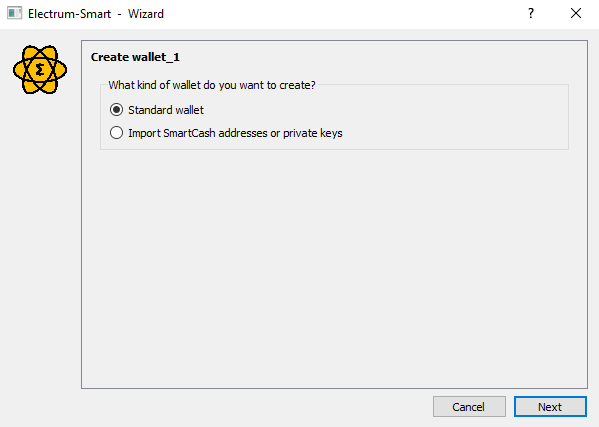 Electrum-Smart - Wizard
?
Create wallet_1
What kind of wallet do you want to create?
Standard wallet
Import SmartCash addresses or private keys
Cancel Next